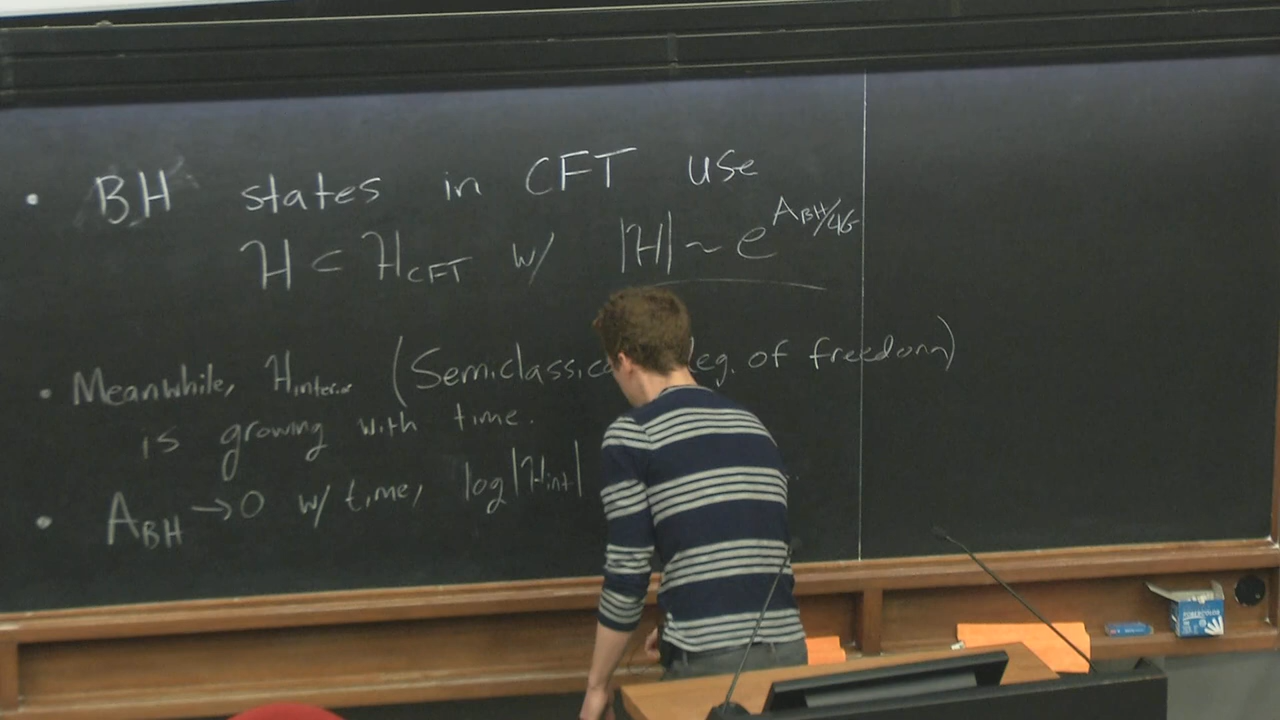 • BH states in CFT use
H ⊂ H_CFT w/ |H| ~ e^{A_BH/4G}
• Meanwhile, H_interior (Semiclassical deg. of freedom)
is growing with time.
• A_BH → 0 w/ time, log|H_int|